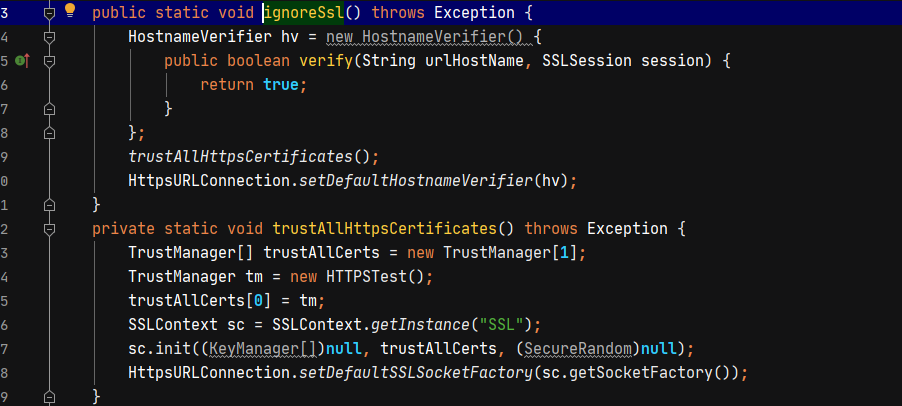 3 public static void ignoreSsl() throws Exception {
4 HostnameVerifier hv = new HostnameVerifier() {
5 public boolean verify(String urlHostName, SSLSession session) {
6 return true;
7 }
8 };
9 trustAllHttpsCertificates();
0 HttpsURLConnection.setDefaultHostnameVerifier(hv);
1 }
2 private static void trustAllHttpsCertificates() throws Exception {
3 TrustManager[] trustAllCerts = new TrustManager[1];
4 TrustManager tm = new HTTPSTest();
5 trustAllCerts[0] = tm;
6 SSLContext sc = SSLContext.getInstance("SSL");
7 sc.init((KeyManager[])null, trustAllCerts, (SecureRandom)null);
8 HttpsURLConnection.setDefaultSSLSocketFactory(sc.getSocketFactory());
9 }